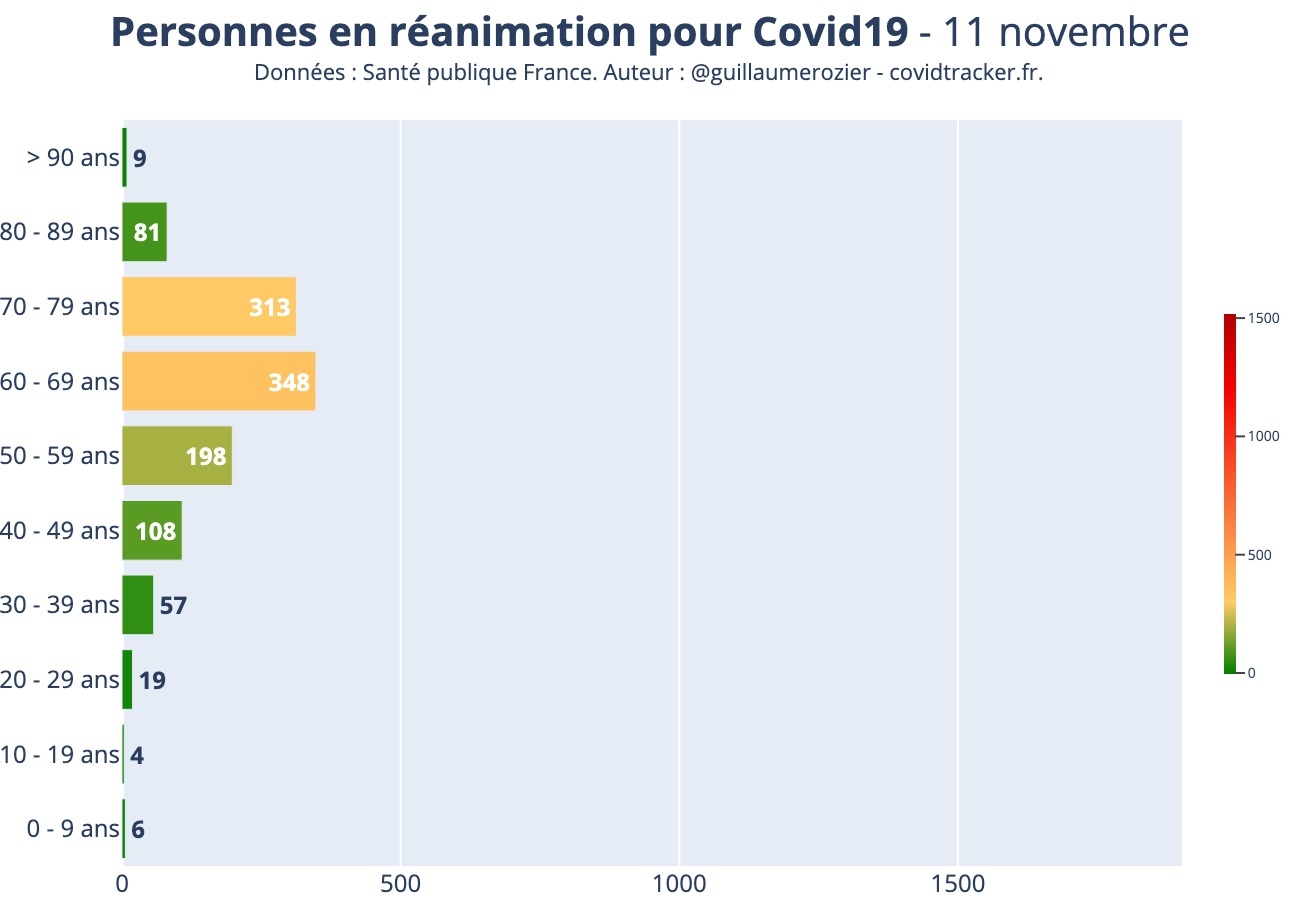 Personnes en réanimation pour Covid19 - 11 novembre
Données : Santé publique France. Auteur : @guillaumerozier - covidtracker.fr.
> 90 ans 9
80 - 89 ans 81
70 - 79 ans 313
60 - 69 ans 348
50 - 59 ans 198
40 - 49 ans 108
30 - 39 ans 57
20 - 29 ans 19
10 - 19 ans 4
0 - 9 ans 6
0 500 1000 1500
1500
1000
500
0